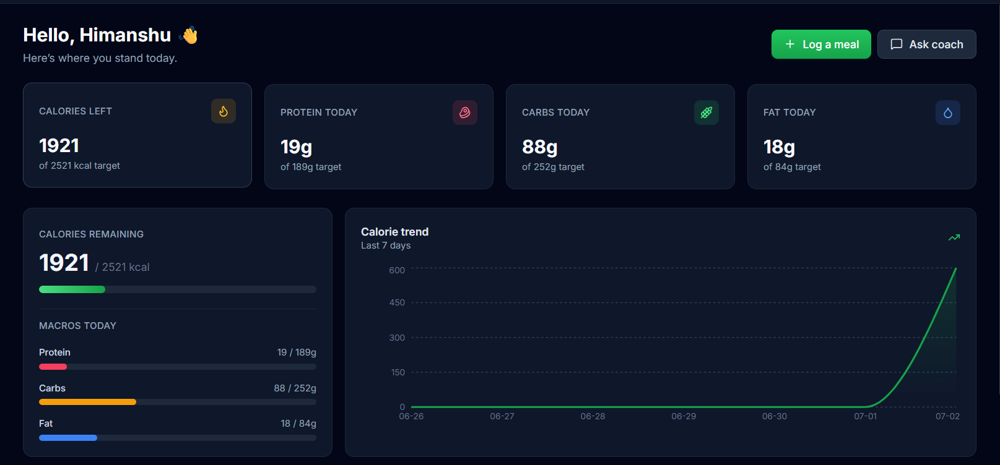 Hello, Himanshu 👋
Here's where you stand today.
+ Log a meal
Ask coach
CALORIES LEFT
1921
of 2521 kcal target
PROTEIN TODAY
19g
of 189g target
CARBS TODAY
88g
of 252g target
FAT TODAY
18g
of 84g target
CALORIES REMAINING
1921 / 2521 kcal
MACROS TODAY
Protein 19 / 189g
Carbs 88 / 252g
Fat 18 / 84g
Calorie trend
Last 7 days
600
450
300
150
0
06-26 06-27 06-28 06-29 06-30 07-01 07-02